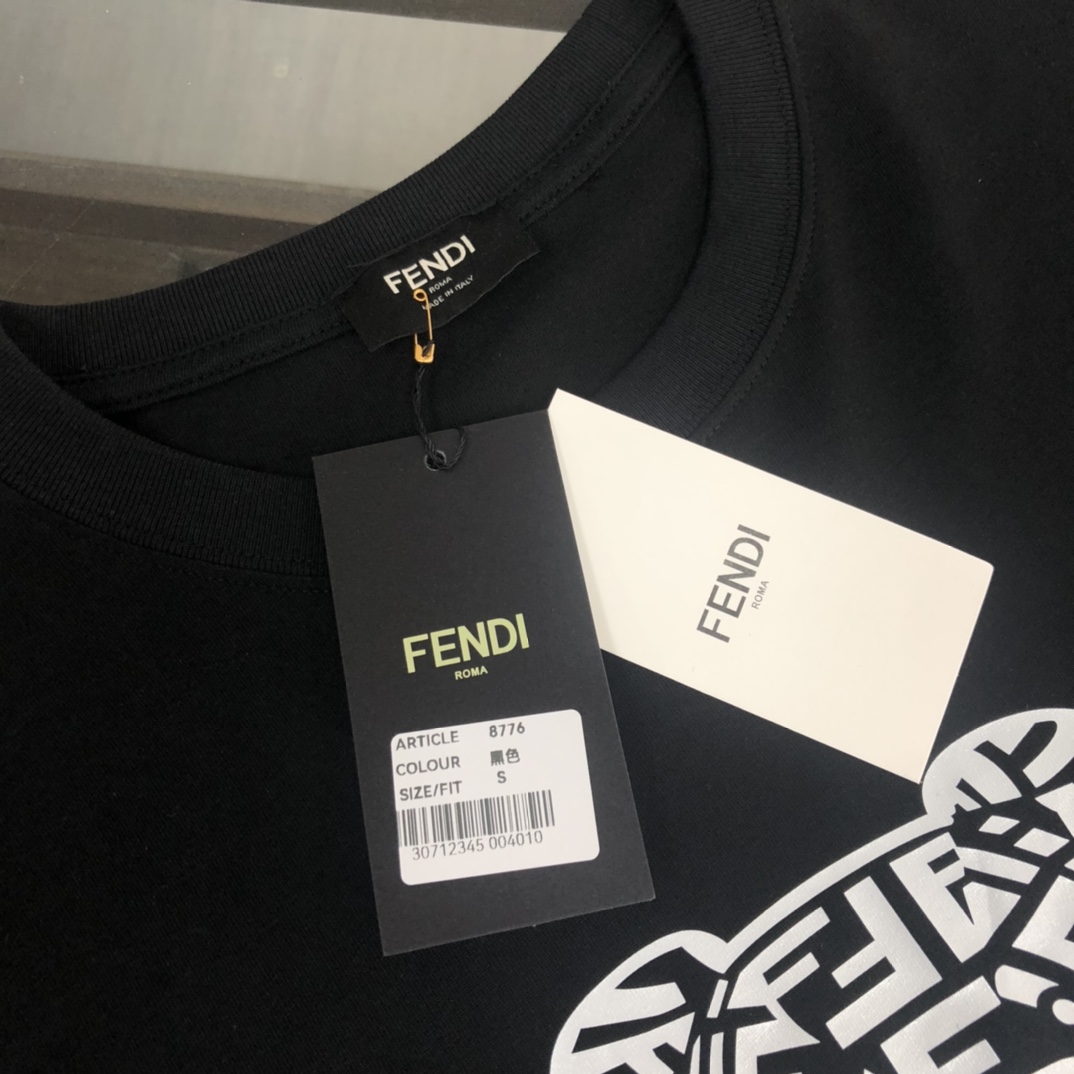 FENDI
ROMA
MADE IN ITALY
FENDI
ROMA
ARTICLE 8776
COLOUR 黑色
SIZE/FIT S
30712345 004010
FENDI
ROMA